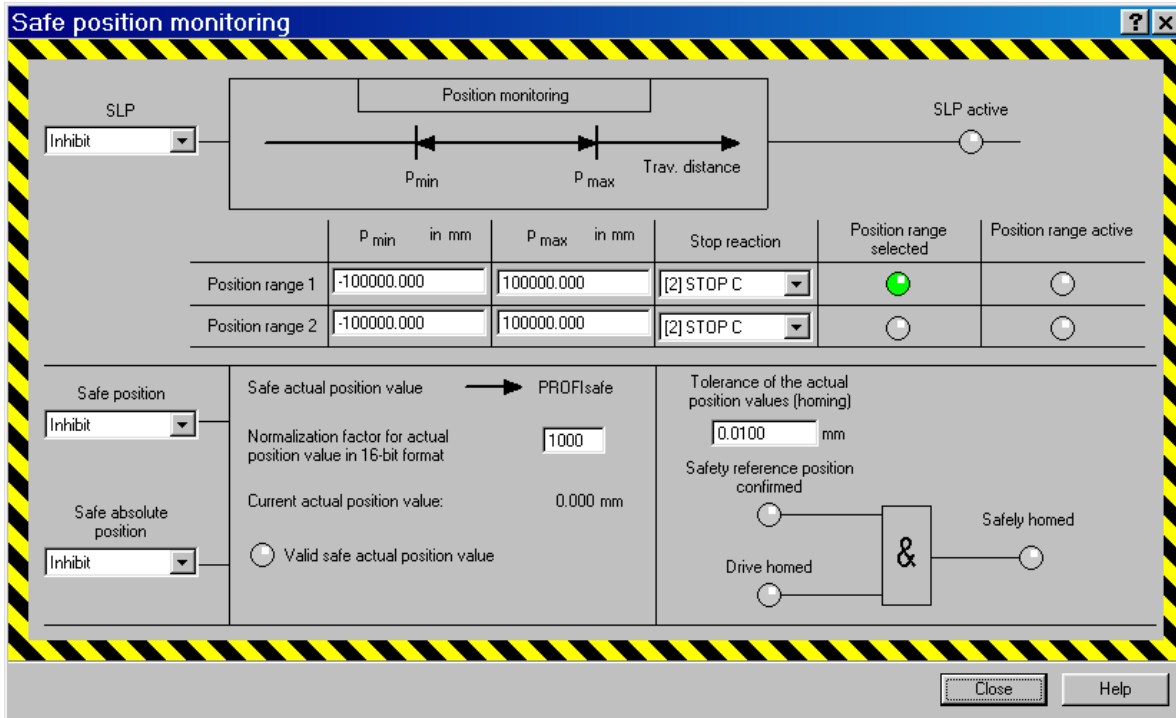 Safe position monitoring
SLP
Inhibit
Position monitoring
P min
P max
Trav. distance
SLP active
P min in mm
P max in mm
Stop reaction
Position range selected
Position range active
Position range 1
-100000.000
100000.000
[2] STOP C
Position range 2
-100000.000
100000.000
[2] STOP C
Safe position
Inhibit
Safe absolute
position
Inhibit
Safe actual position value
PROFIsafe
Normalization factor for actual
position value in 16-bit format
1000
Current actual position value:
0.000 mm
Valid safe actual position value
Tolerance of the actual
position values (homing)
0.0100 mm
Safety reference position
confirmed
Drive homed
&
Safely homed
Close
Help